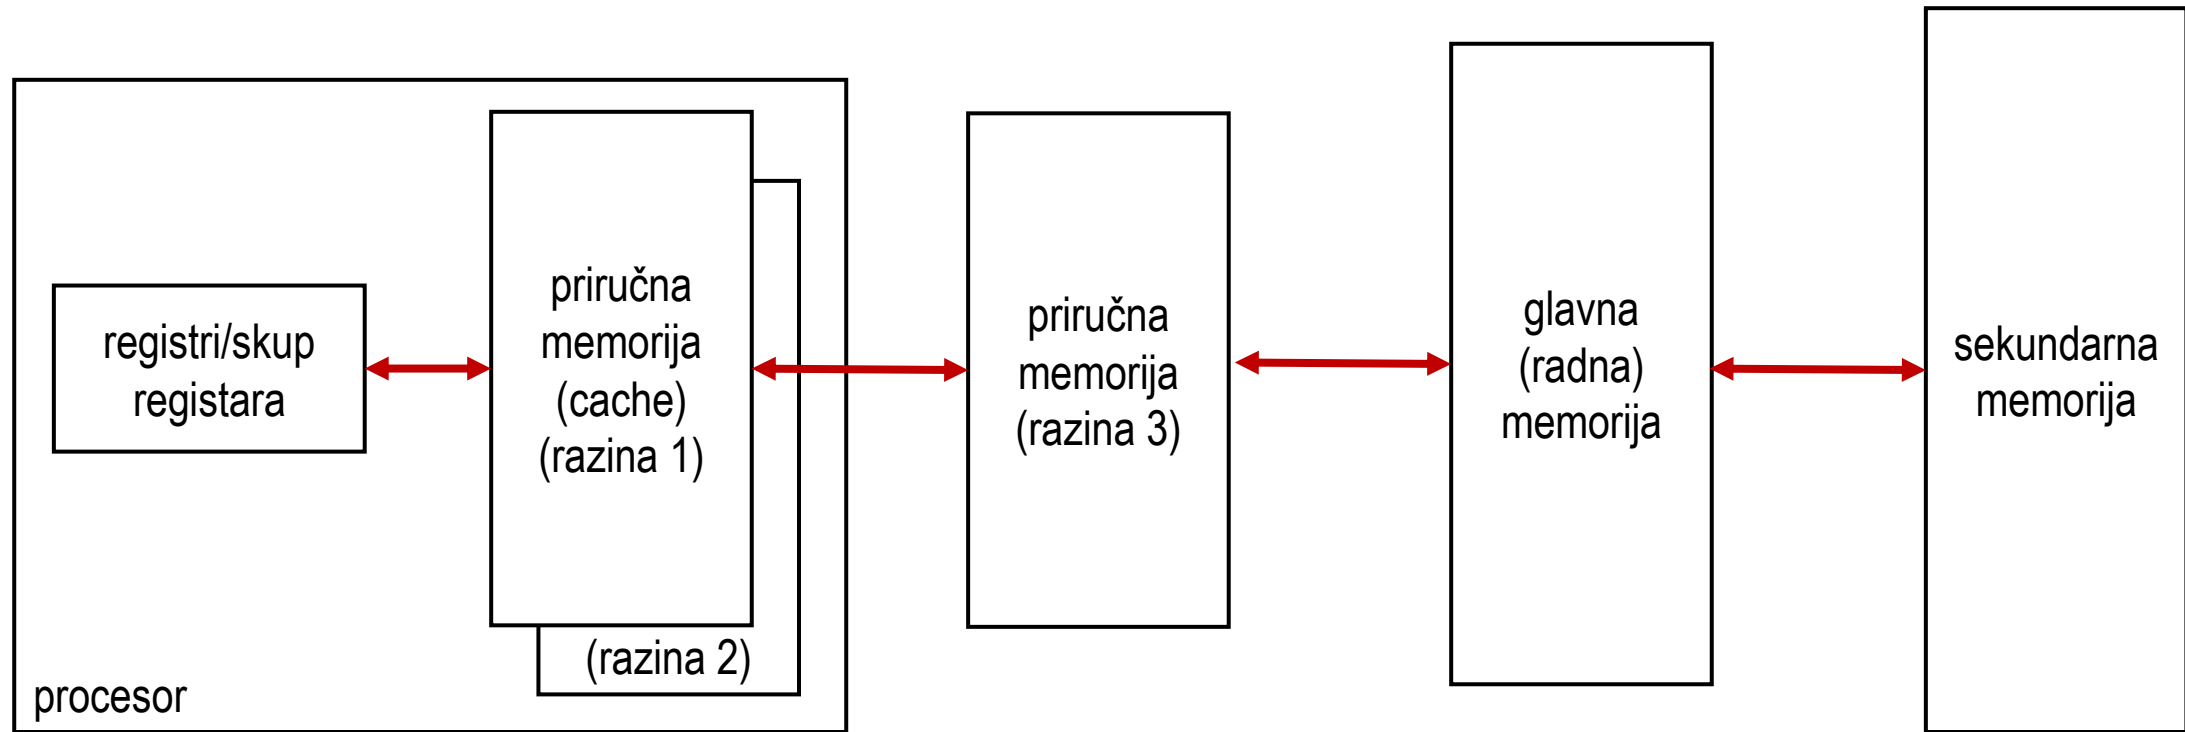 registri/skup
registara
priručna
memorija
(cache)
(razina 1)
(razina 2)
procesor
priručna
memorija
(razina 3)
glavna
(radna)
memorija
sekundarna
memorija